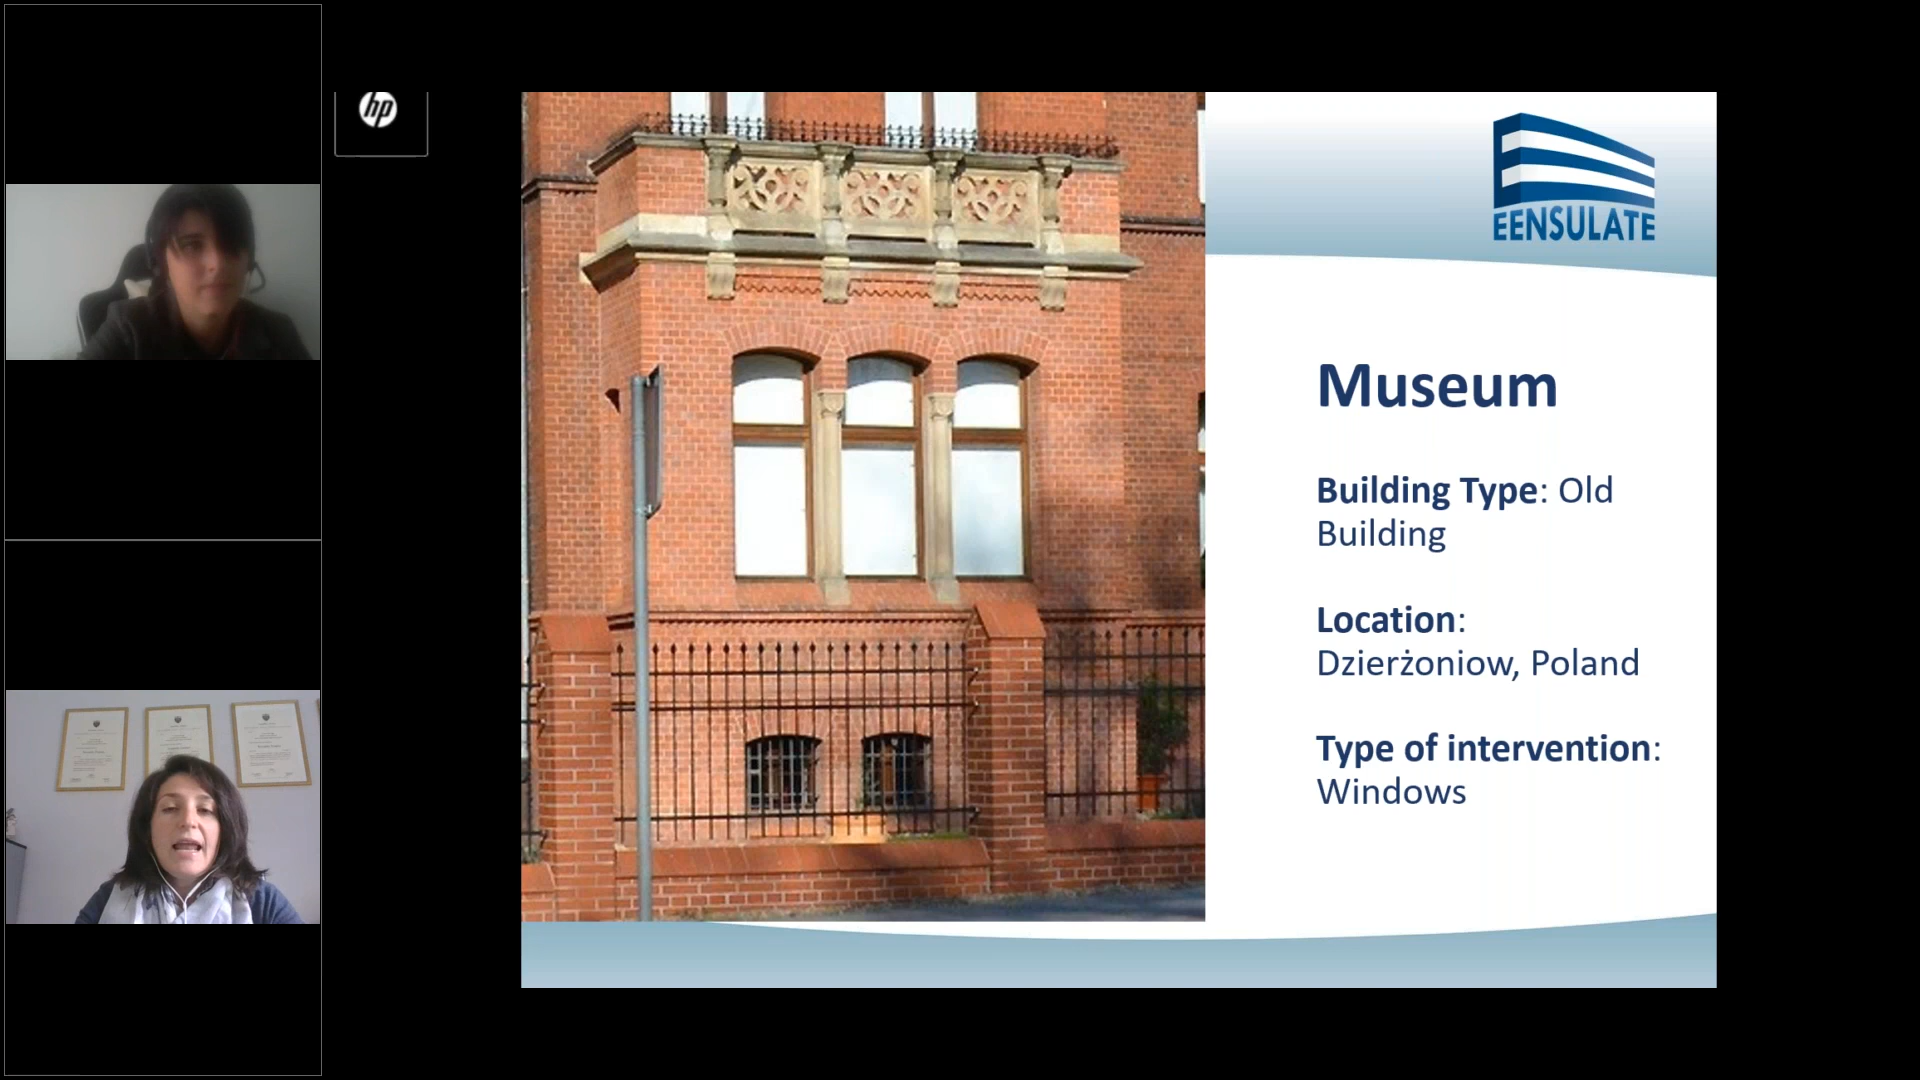 hp
EENSULATE
Museum
Building Type: Old
Building
Location:
Dzierżoniow, Poland
Type of intervention:
Windows